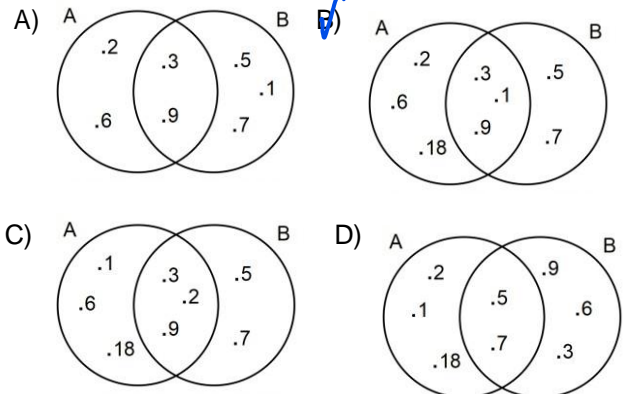 A) A B
.2 .3 .5
.1
.6 .9 .7
B) A B
.2 .3 .5
.6 .1
.9 .7
.18
C) A B
.1 .3 .5
.6 .2
.9 .7
.18
D) A B
.2 .9
.1 .5 .6
.7 .3
.18